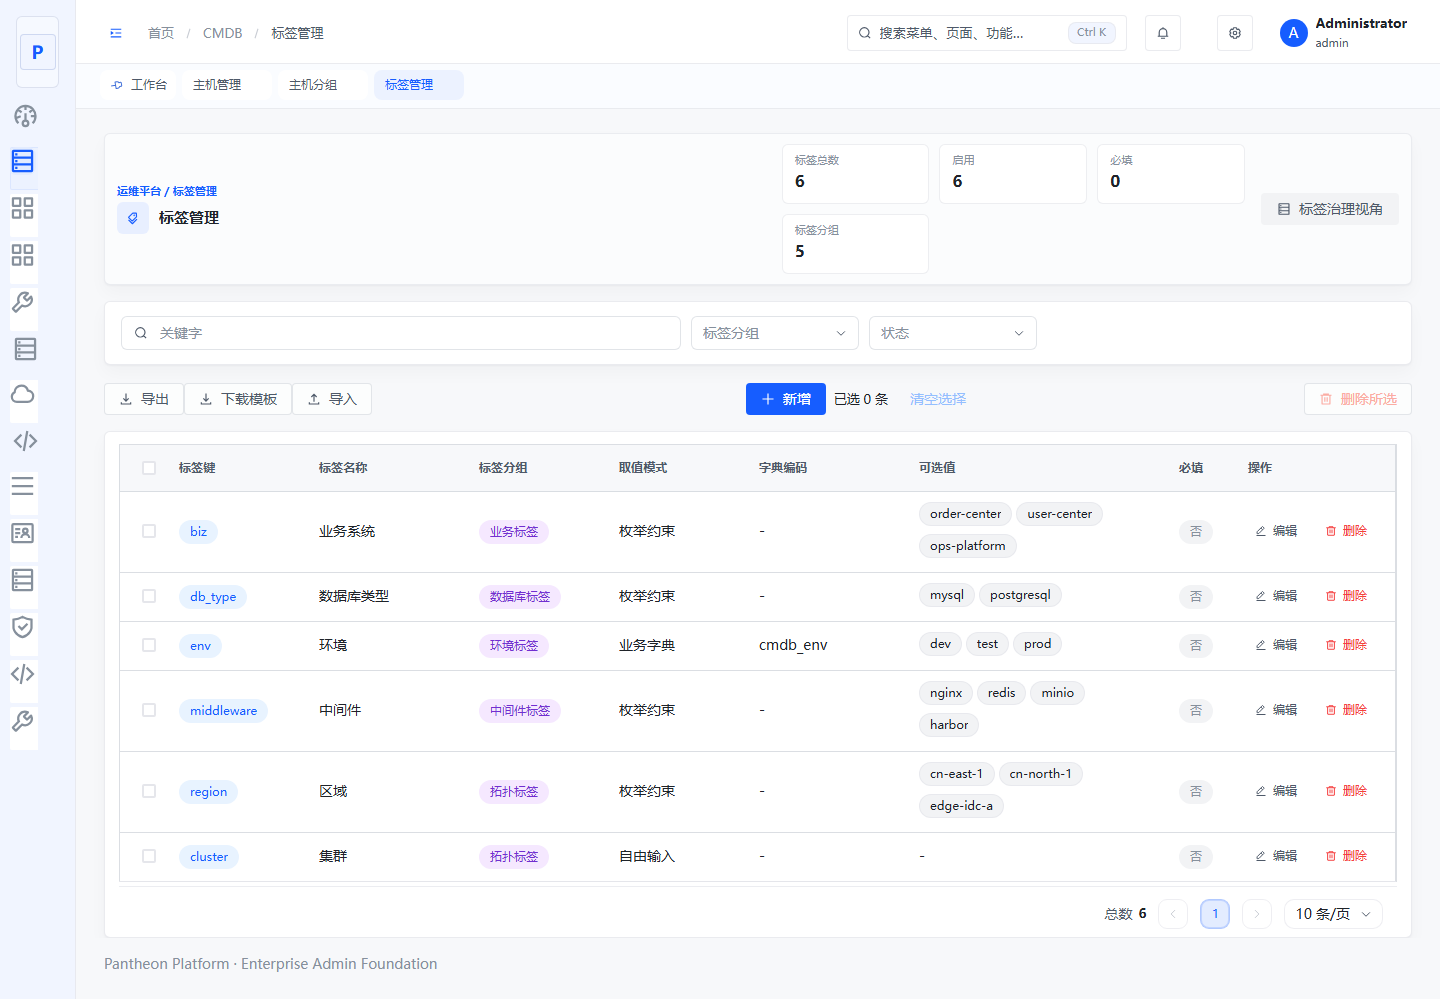 P
首页 / CMDB / 标签管理
搜索菜单、页面、功能... Ctrl K
A
Administrator
admin
工作台 主机管理 主机分组 标签管理
运维平台 / 标签管理
标签管理
标签总数
6
启用
6
必填
0
标签分组
5
标签治理视角
关键字 标签分组 状态
导出 下载模板 导入 新增 已选 0 条 清空选择 删除所选
标签键 标签名称 标签分组 取值模式 字典编码 可选值 必填 操作
biz 业务系统 业务标签 枚举约束 - order-center user-center ops-platform 否 编辑 删除
db_type 数据库类型 数据库标签 枚举约束 - mysql postgresql 否 编辑 删除
env 环境 环境标签 业务字典 cmdb_env dev test prod 否 编辑 删除
middleware 中间件 中间件标签 枚举约束 - nginx redis minio harbor 否 编辑 删除
region 区域 拓扑标签 枚举约束 - cn-east-1 cn-north-1 edge-idc-a 否 编辑 删除
cluster 集群 拓扑标签 自由输入 - - 否 编辑 删除
总数 6 1 10 条/页
Pantheon Platform · Enterprise Admin Foundation